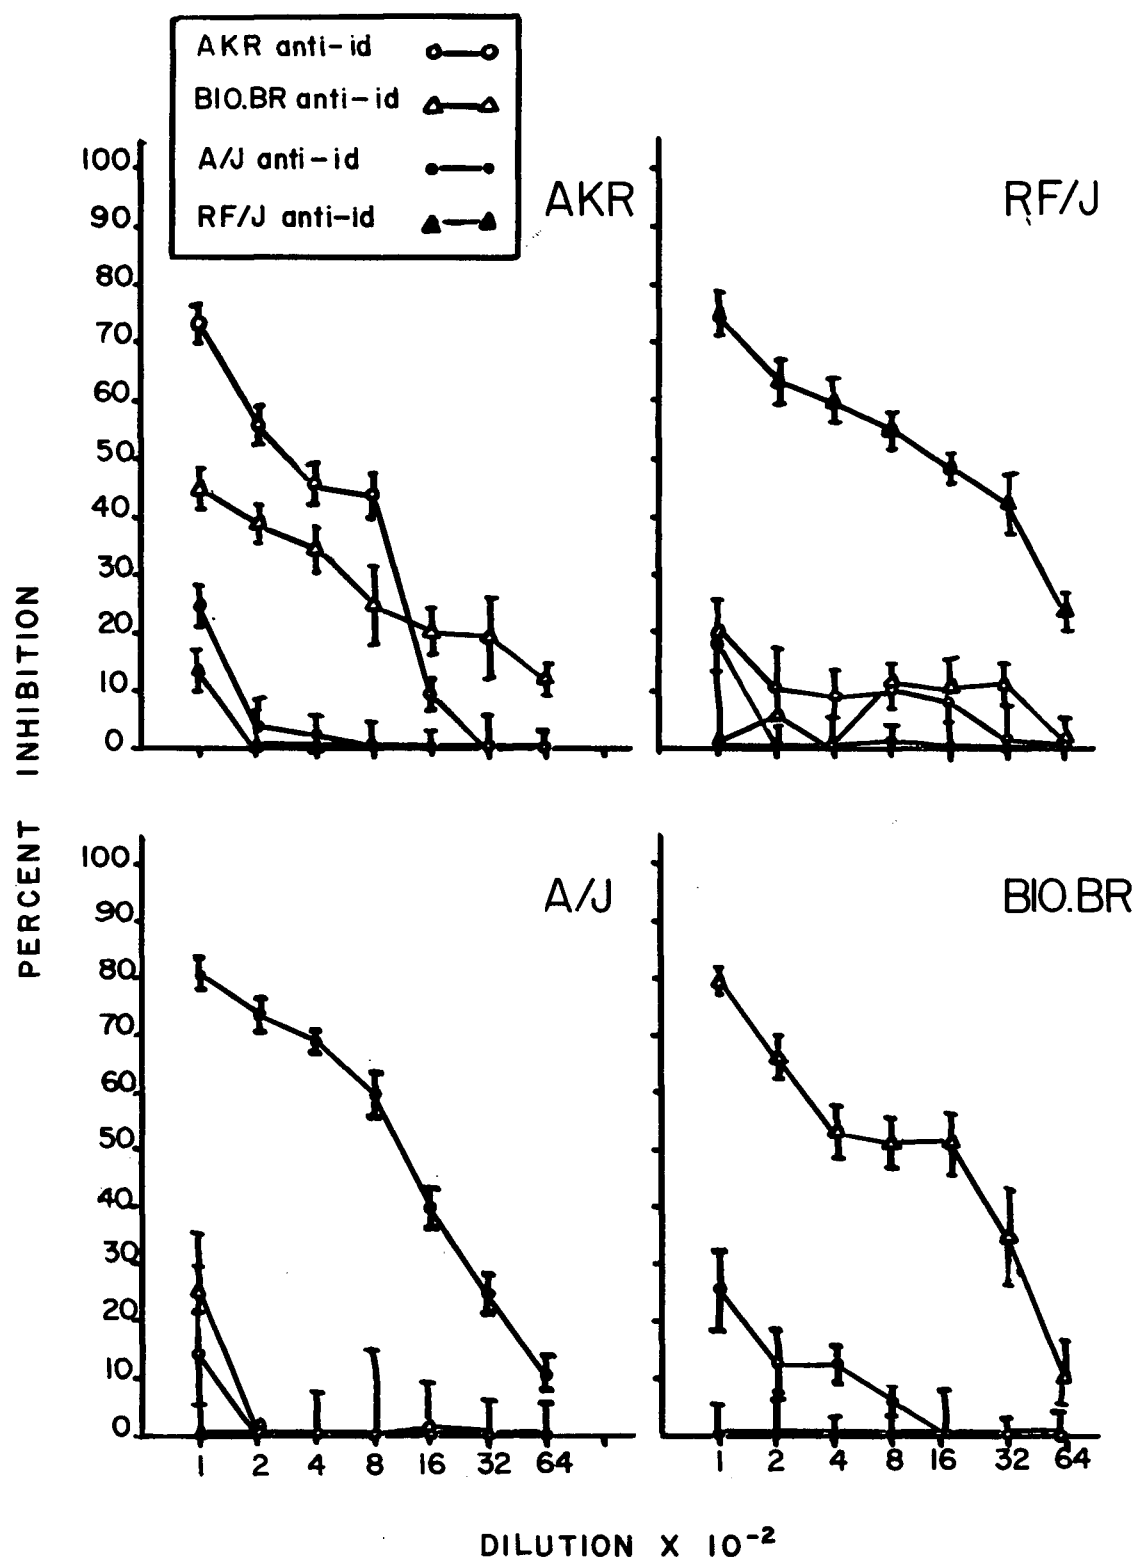 AKR anti-id
BIO.BR anti-id
A/J anti-id
RF/J anti-id
AKR
RF/J
100
90
80
70
60
50
40
30
20
10
0
A/J
BIO.BR
100
90
80
70
60
50
40
30
20
10
0
1 2 4 8 16 32 64
1 2 4 8 16 32 64
PERCENT INHIBITION
DILUTION X 10⁻²